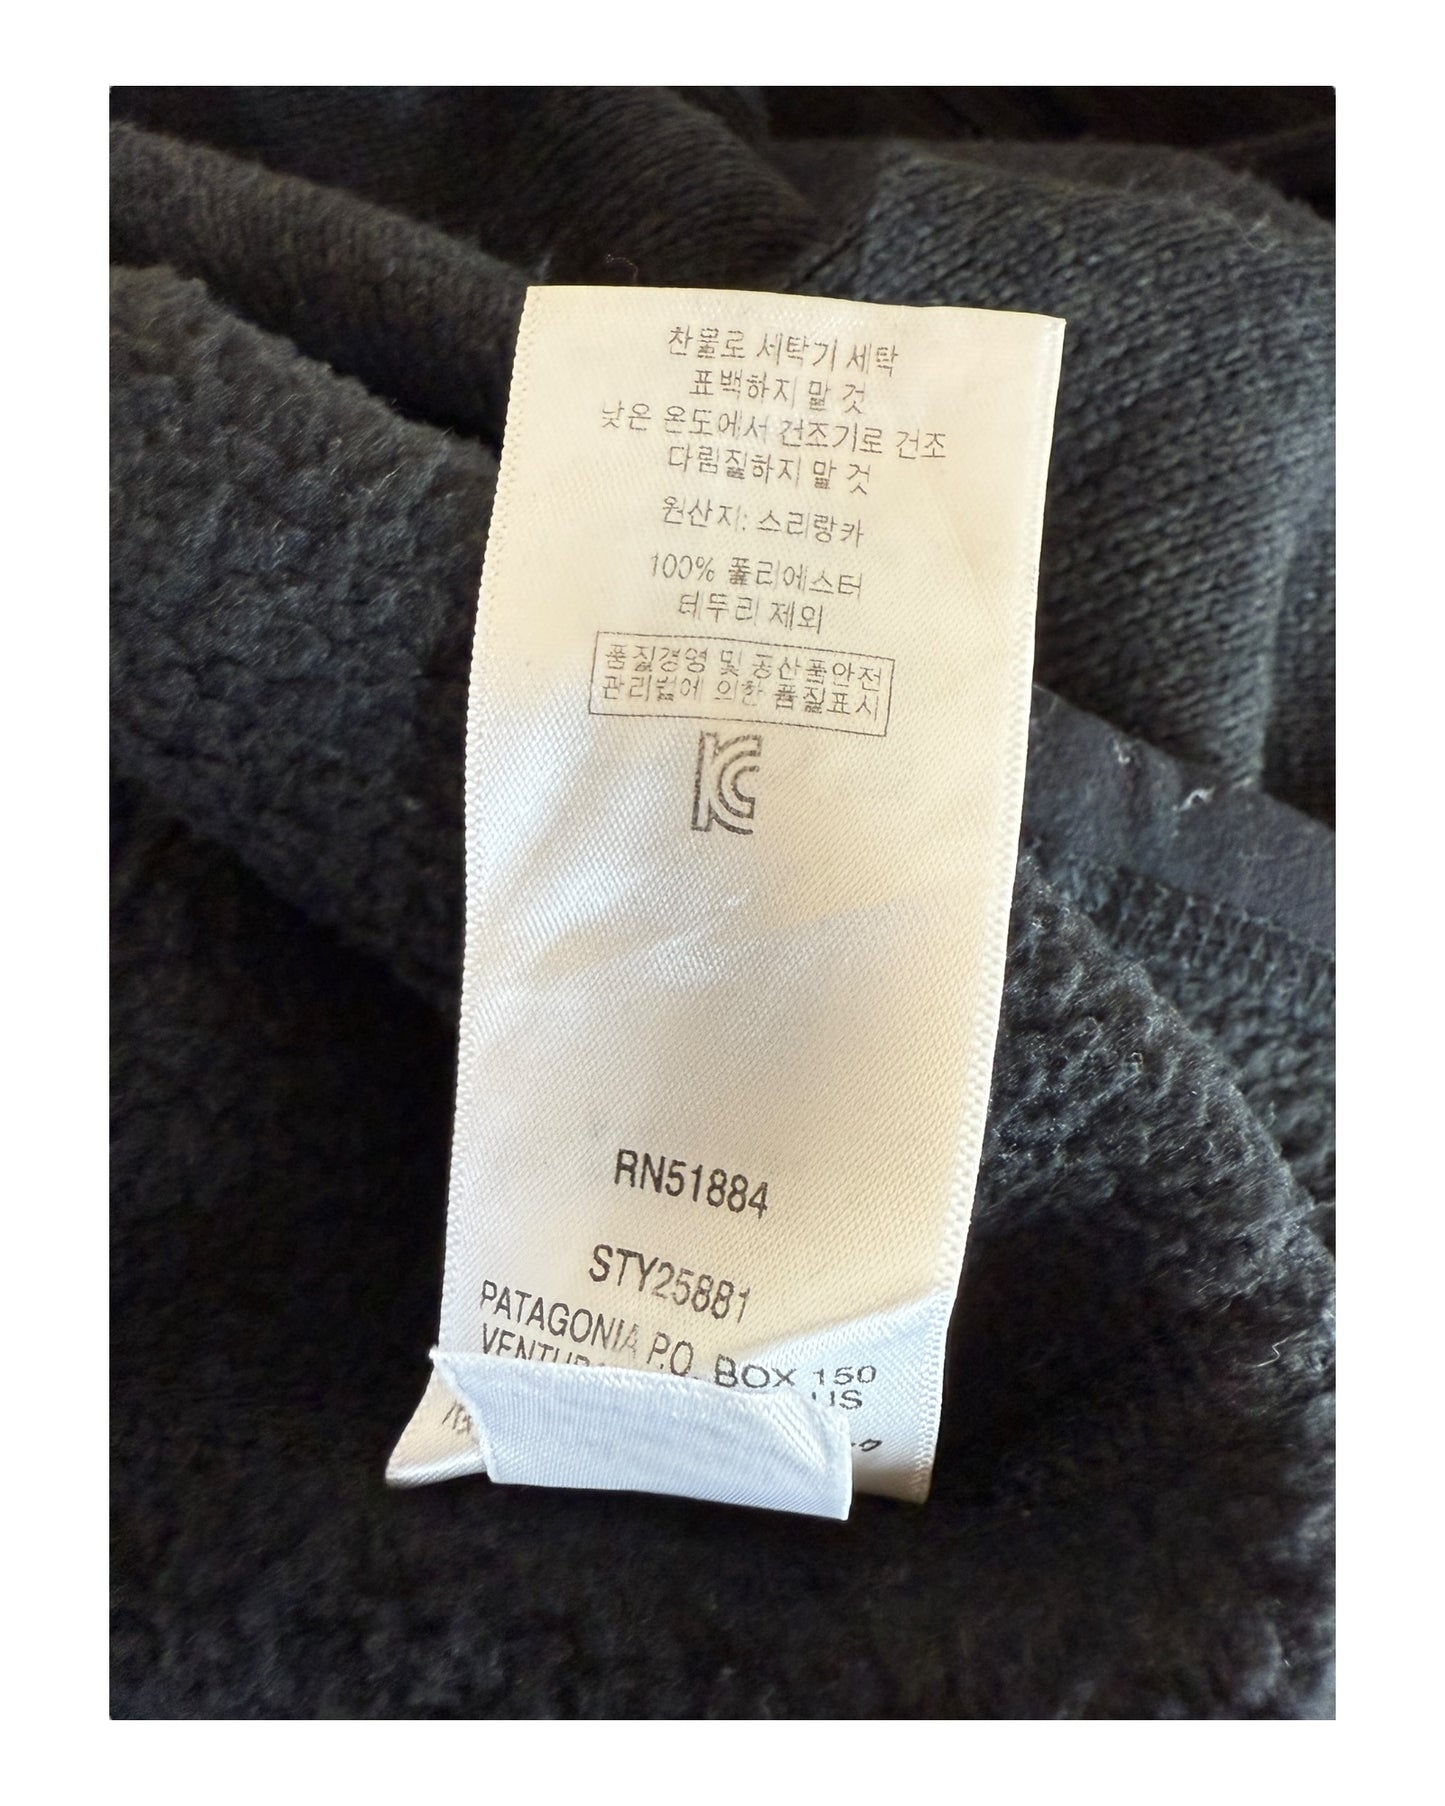 찬물로 세탁기 세탁
표백하지 말 것
낮은 온도에서 건조기로 건조
다림질하지 말 것
원산지: 스리랑카
100% 폴리에스터
테두리 제외
품질경영 및 공산품안전
관리법에 의한 품질표시
RN51884
STY25881
PATAGONIA P.O. BOX 150
US